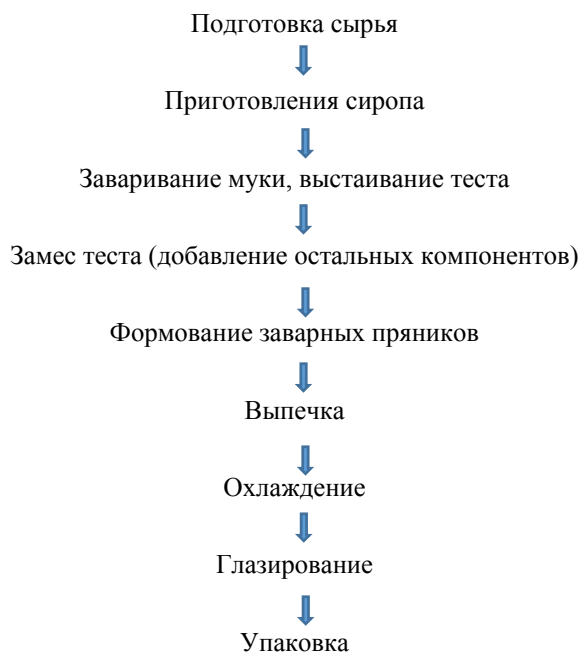 Подготовка сырья
Приготовления сиропа
Заваривание муки, выстаивание теста
Замес теста (добавление остальных компонентов)
Формование заварных пряников
Выпечка
Охлаждение
Глазирование
Упаковка